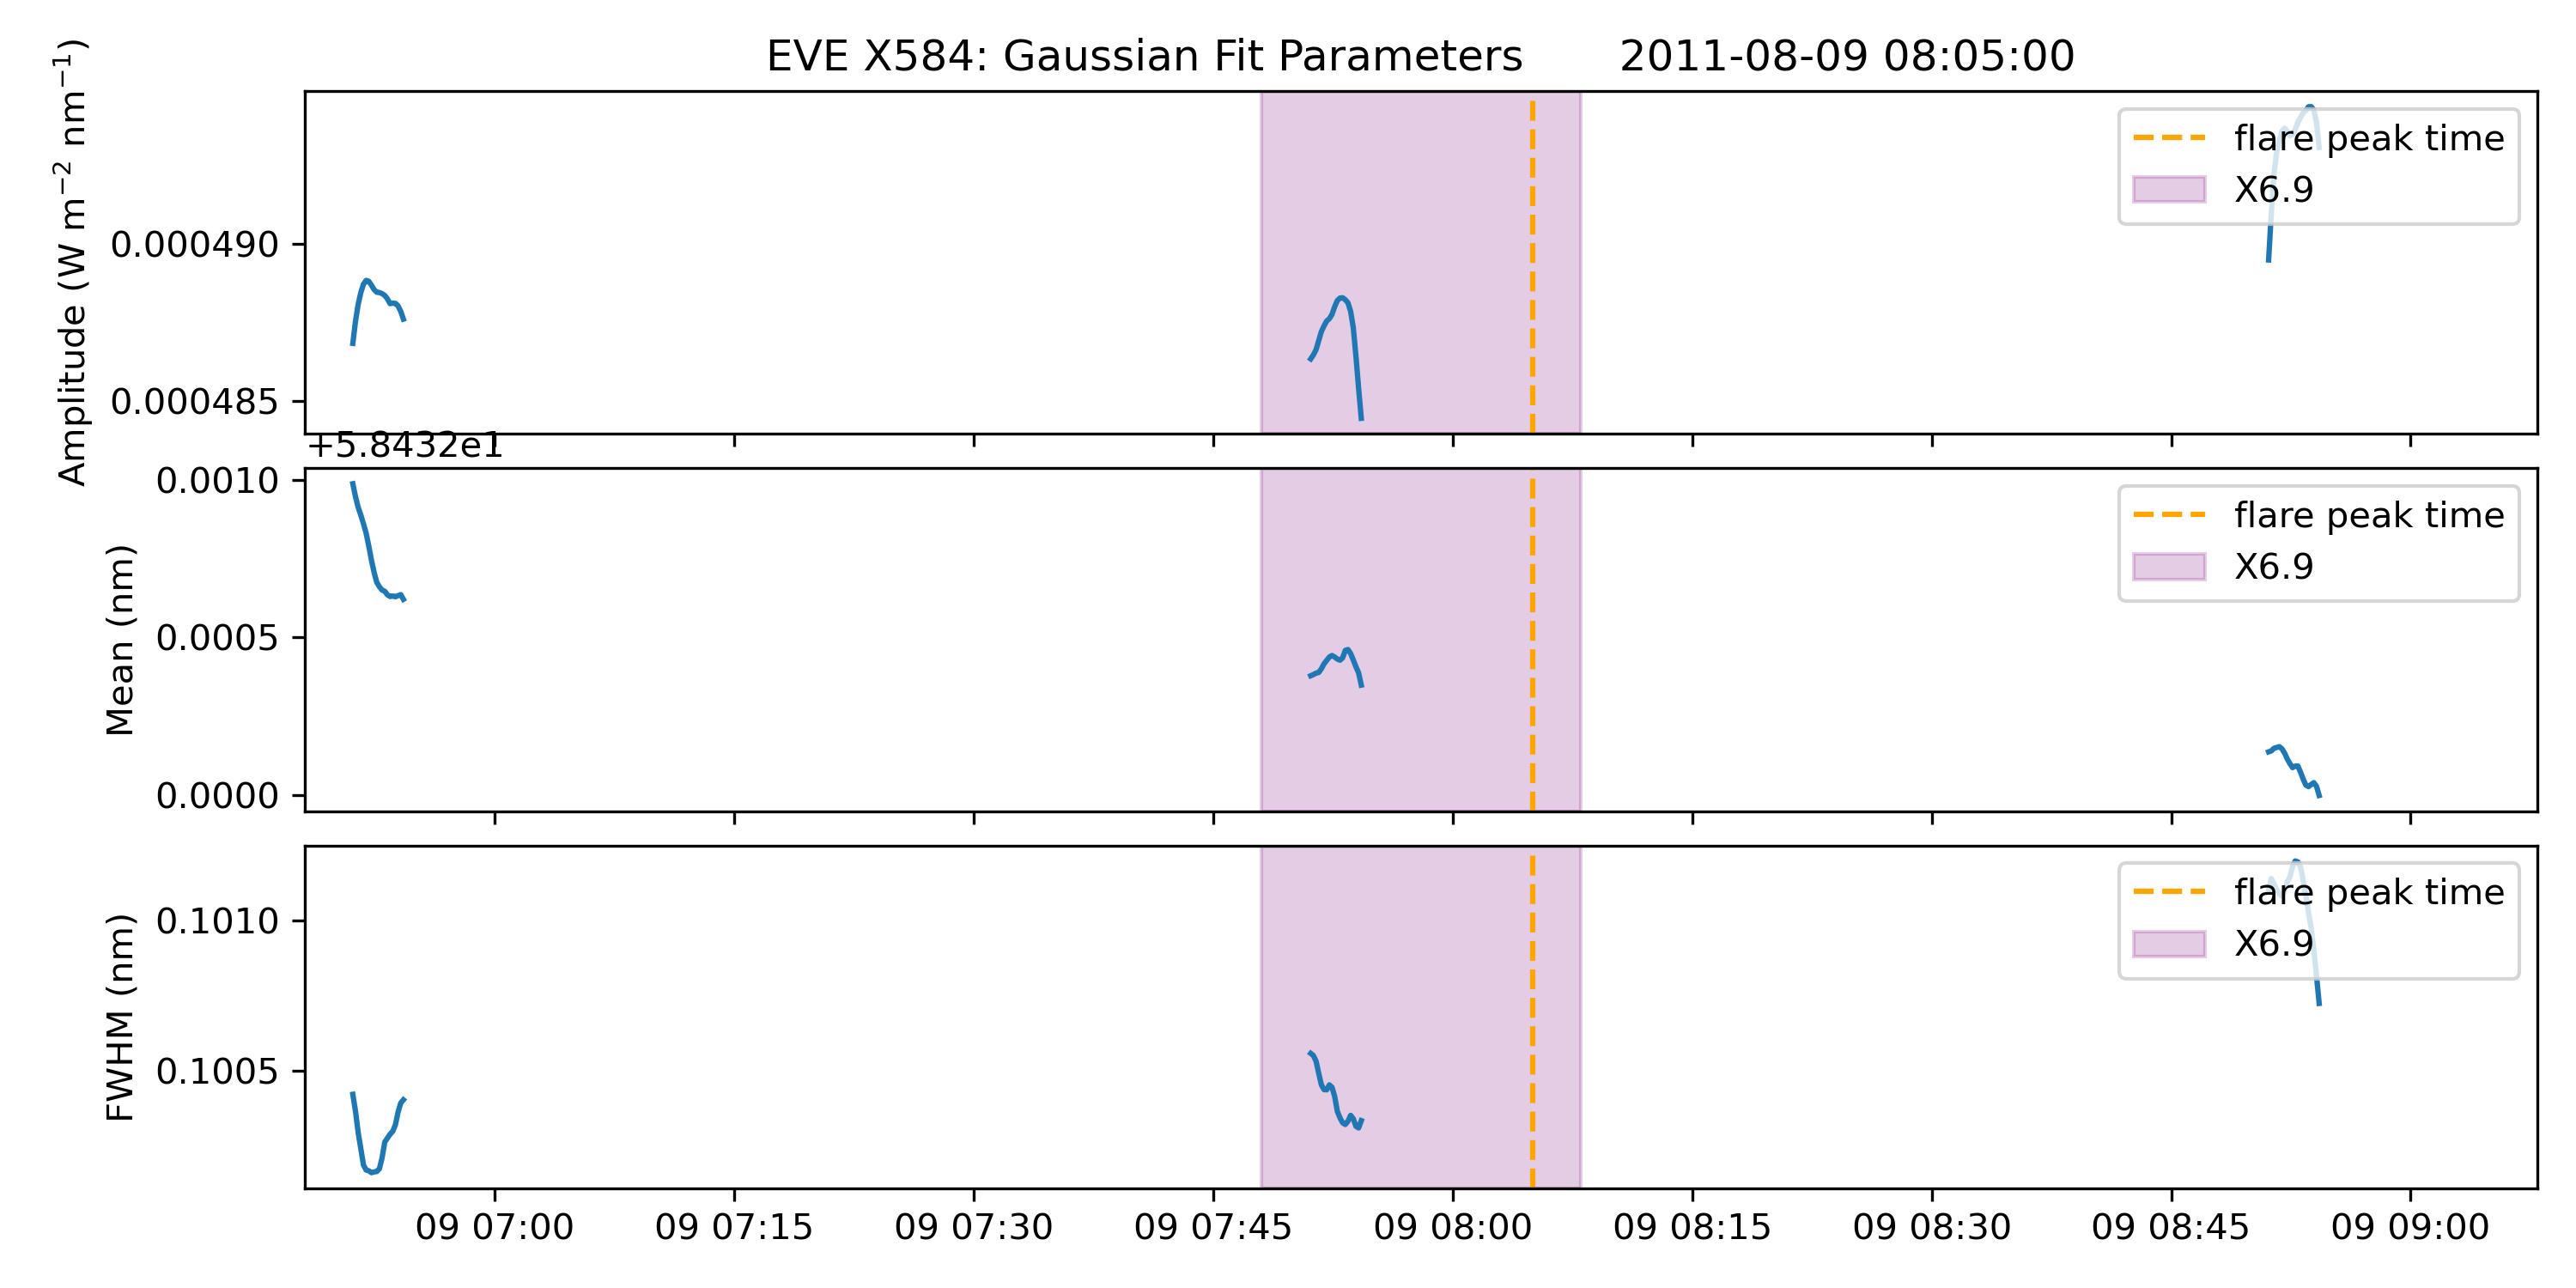 EVE X584: Gaussian Fit Parameters 2011-08-09 08:05:00
Amplitude (W m⁻² nm⁻¹)
0.000490
0.000485
flare peak time
X6.9
+5.8432e1
Mean (nm)
0.0010
0.0005
0.0000
flare peak time
X6.9
FWHM (nm)
0.1010
0.1005
flare peak time
X6.9
09 07:00 09 07:15 09 07:30 09 07:45 09 08:00 09 08:15 09 08:30 09 08:45 09 09:00